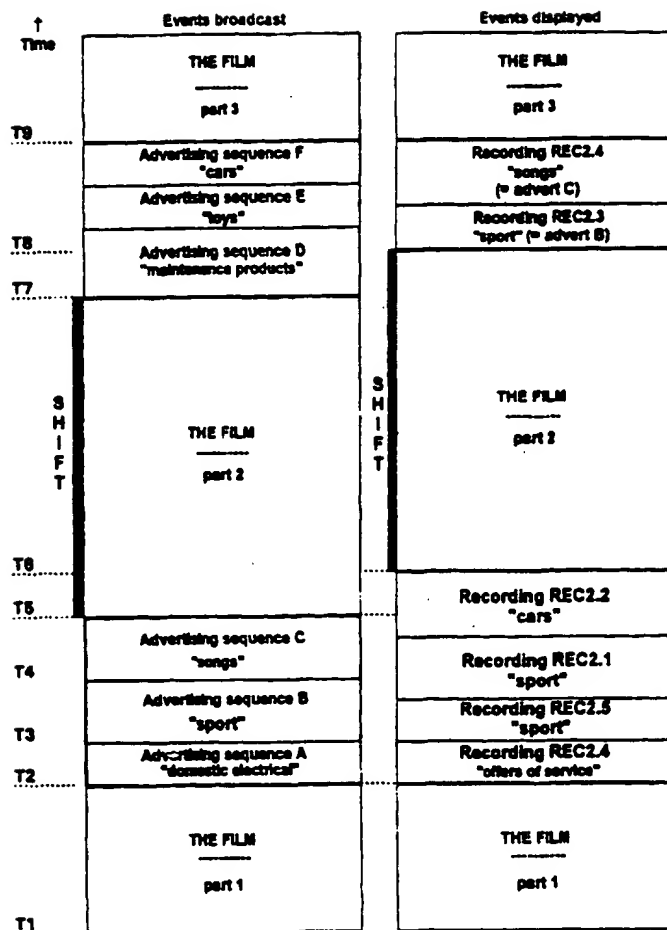 ↑
Time
Events broadcast
Events displayed
THE FILM
part 3
THE FILM
part 3
T9
Advertising sequence F
"cars"
Recording REC2.4
"songs"
(= advert C)
Advertising sequence E
"toys"
Recording REC2.3
"sport" (= advert B)
T8
Advertising sequence D
"maintenance products"
T7
SHIFT
THE FILM
part 2
SHIFT
THE FILM
part 2
T6
Recording REC2.2
"cars"
T5
Advertising sequence C
"songs"
Recording REC2.1
"sport"
T4
Advertising sequence B
"sport"
Recording REC2.5
"sport"
T3
Advertising sequence A
"domestic electrical"
Recording REC2.4
"offers of service"
T2
THE FILM
part 1
THE FILM
part 1
T1